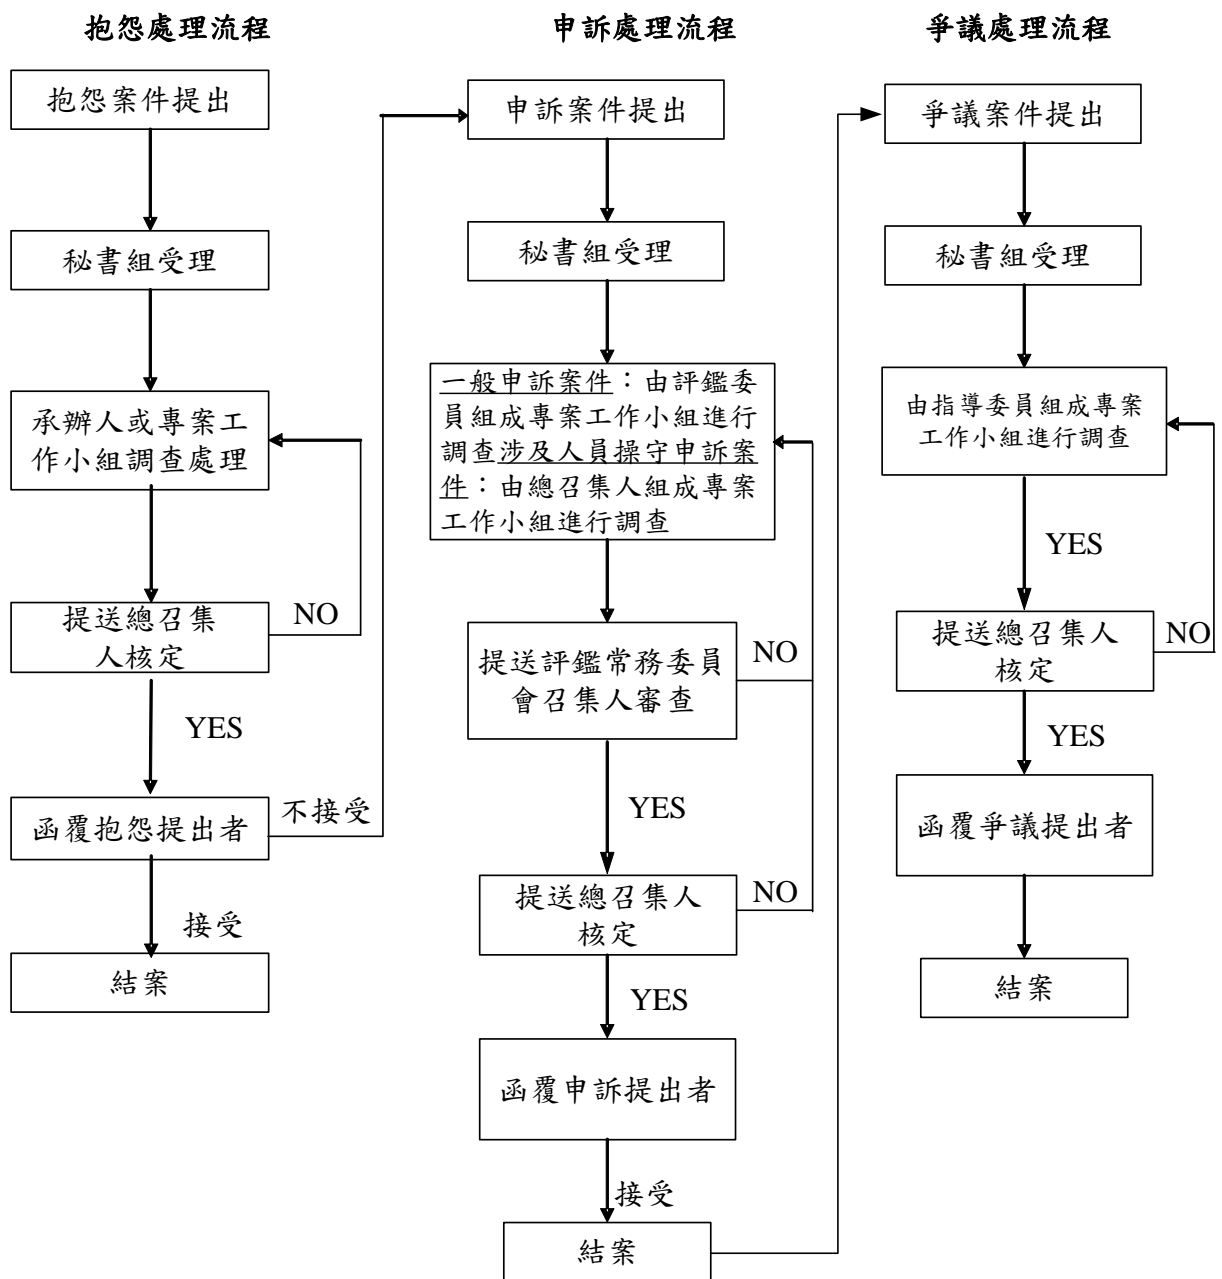 抱怨處理流程
抱怨案件提出
秘書組受理
承辦人或專案工
作小組調查處理
提送總召集
人核定
NO
YES
函覆抱怨提出者
不接受
接受
結案
申訴處理流程
申訴案件提出
秘書組受理
一般申訴案件：由評鑑委
員組成專案工作小組進行
調查涉及人員操守申訴案
件：由總召集人組成專案
工作小組進行調查
提送評鑑常務委員
會召集人審查
NO
YES
提送總召集人
核定
NO
YES
函覆申訴提出者
接受
結案
爭議處理流程
爭議案件提出
秘書組受理
由指導委員組成專案
工作小組進行調查
YES
提送總召集人
核定
NO
YES
函覆爭議提出者
結案